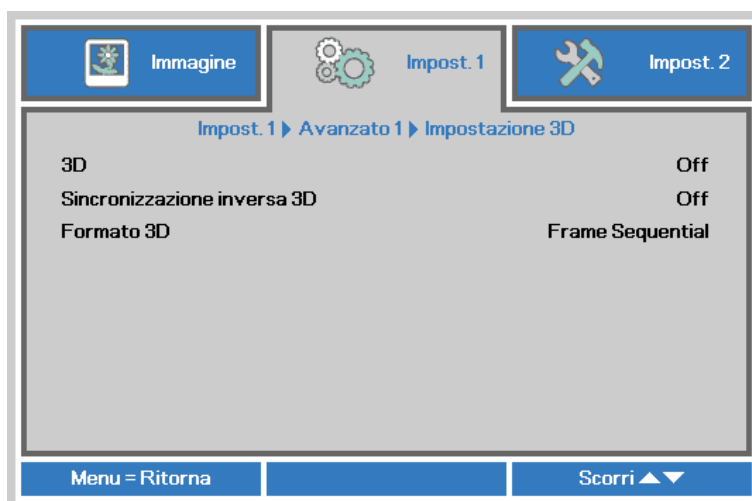 Immagine
Impost. 1
Impost. 2
Impost. 1 Avanzato 1 Impostazione 3D
3D Off
Sincronizzazione inversa 3D Off
Formato 3D Frame Sequential
Menu = Ritorna
Scorri